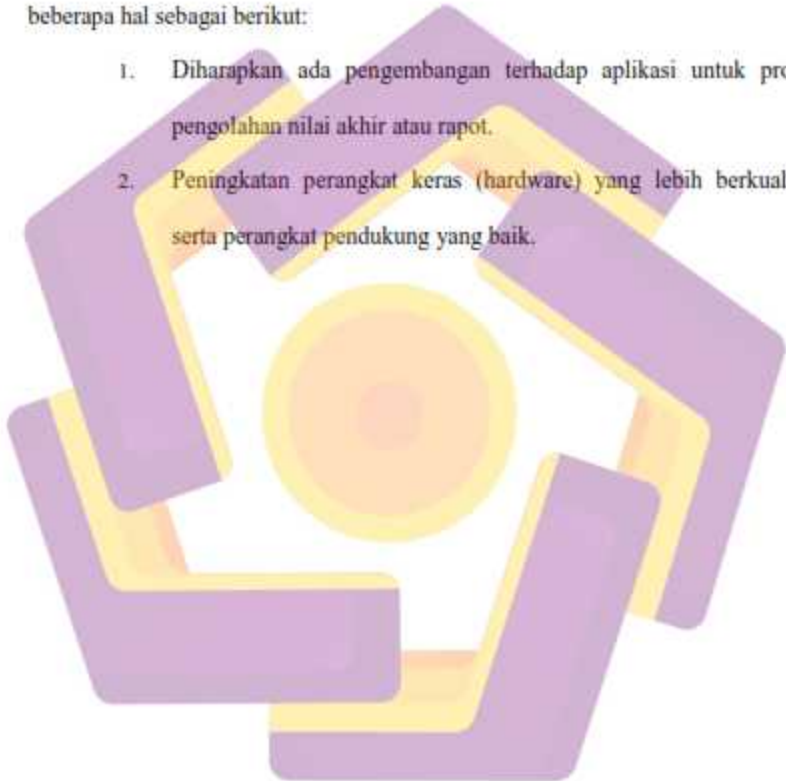 beberapa hal sebagai berikut:
1. Diharapkan ada pengembangan terhadap aplikasi untuk pro
pengolahan nilai akhir atau rapot.
2. Peningkatan perangkat keras (hardware) yang lebih berkual
serta perangkat pendukung yang baik.